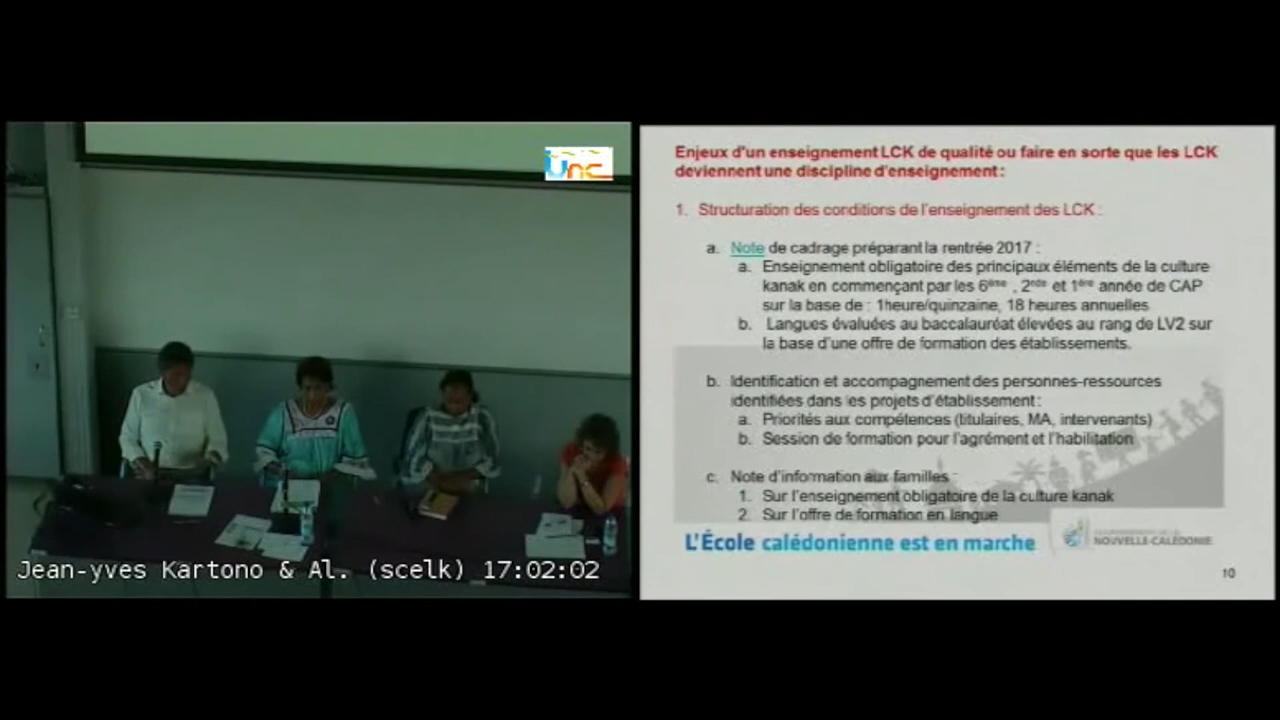 Unc
Jean-yves Kartono & Al. (scelk) 17:02:02
Enjeux d'un enseignement LCK de qualité ou faire en sorte que les LCK
deviennent une discipline d'enseignement :
1. Structuration des conditions de l'enseignement des LCK :
a. Note de cadrage préparant la rentrée 2017 :
a. Enseignement obligatoire des principaux éléments de la culture
kanak en commençant par les 6ème , 2nde et 1ère année de CAP
sur la base de : 1heure/quinzaine, 18 heures annuelles
b. Langues évaluées au baccalauréat élevées au rang de LV2 sur
la base d'une offre de formation des établissements.
b. Identification et accompagnement des personnes-ressources
identifiées dans les projets d'établissement :
a. Priorités aux compétences (titulaires, MA, intervenants)
b. Session de formation pour l'agrément et l'habilitation
c. Note d'information aux familles :
1. Sur l'enseignement obligatoire de la culture kanak
2. Sur l'offre de formation en langue
L'École calédonienne est en marche
NOUVELLE-CALÉDONIE
10